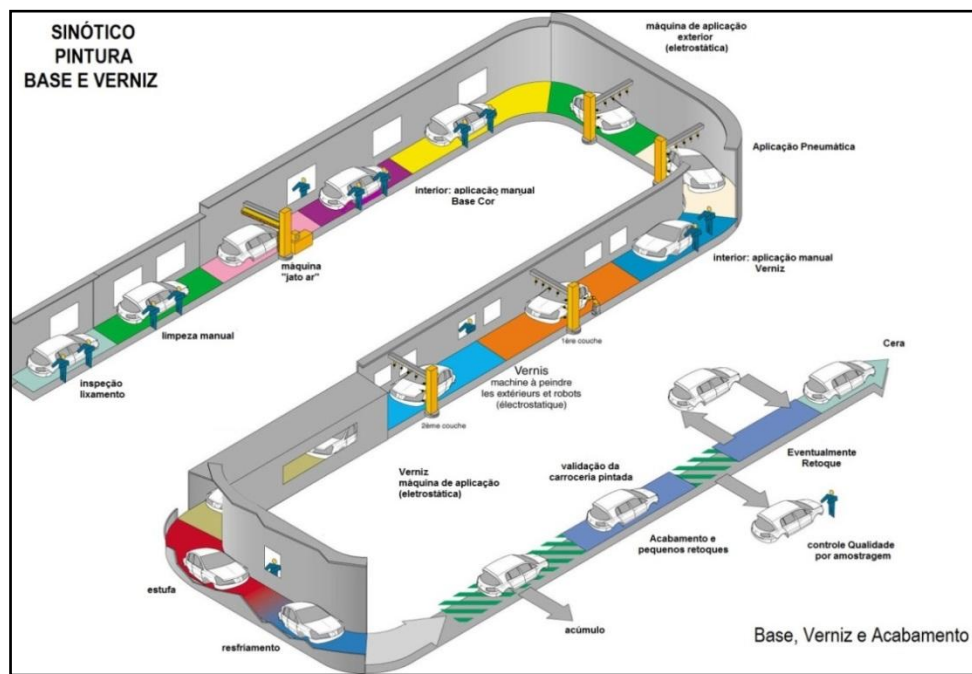 SINÓTICO
PINTURA
BASE E VERNIZ
máquina de aplicação
exterior
(eletrostática)
Aplicação Pneumática
interior: aplicação manual
Base Cor
interior: aplicação manual
Verniz
màquina
"jato ar"
limpeza manual
inspeção
lixamento
1ère couche
Vernis
machine à peindre
les extérieurs et robots
(électrostatique)
2ème couche
Cera
Verniz
máquina de aplicação
(eletrostática)
validação da
carroceria pintada
Eventualmente
Retoque
Acabamento e
pequenos retoques
controle Qualidade
por amostragem
estufa
acúmulo
resfriamento
Base, Verniz e Acabamento